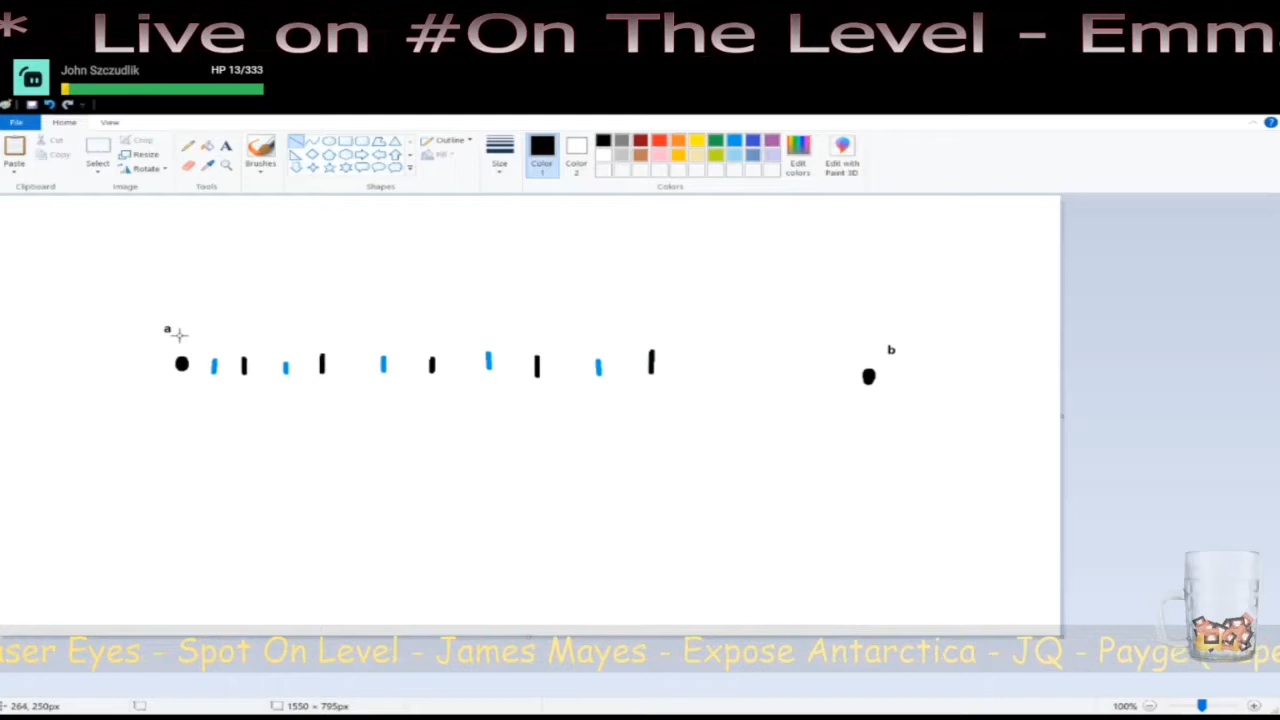 * Live on #On The Level - Emm
John Szczudlik HP 13/333
File Home View
Paste Cut Copy Select Crop Resize Rotate A Brushes Outline Fill Size Color 1 Color 2 Edit colors Edit with Paint 3D
Clipboard Image Tools Shapes Colors
a
b
aser Eyes - Spot On Level - James Mayes - Expose Antarctica - JQ - Payge
264, 250px 1550 × 795px 100%